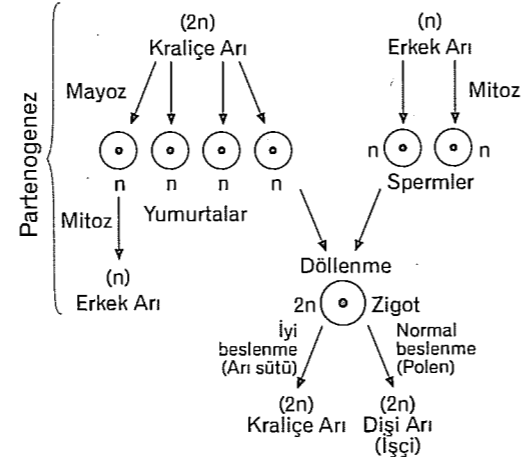 Partenogenez
(2n)
Kraliçe Arı
(n)
Erkek Arı
Mayoz
Mitoz
n n n n
n n
Yumurtalar
Spermler
Mitoz
(n)
Erkek Arı
Döllenme
2n Zigot
İyi
beslenme
(Arı sütü)
Normal
beslenme
(Polen)
(2n)
Kraliçe Arı
(2n)
Dişi Arı
(İşçi)